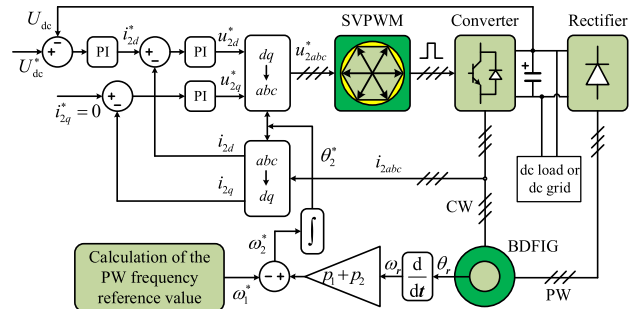 U_dc
SVPWM
Converter
Rectifier
U*_dc
−
PI
i*_2d
+
−
PI
u*_2d
dq
↓
abc
u*_2abc
+
i*_2q = 0
+
−
PI
u*_2q
i_2d
i_2q
abc
↓
dq
θ*_2
i_2abc
dc load or
dc grid
CW
ω*_2
∫
BDFIG
Calculation of the
PW frequency
reference value
ω*_1
− +
p_1 + p_2
ω_r
d
dt
θ_r
PW